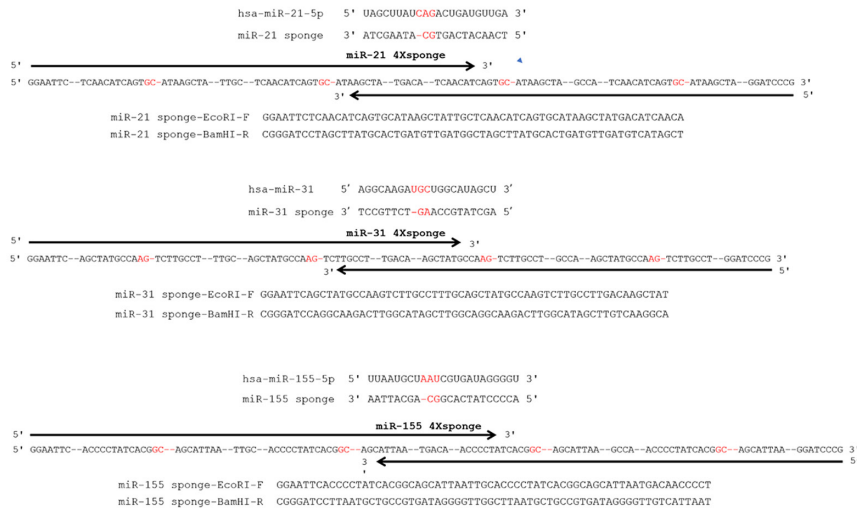 hsa-miR-21-5p 5' UAGCUUAUCAGACUGAUGUUGA 3'
miR-21 sponge 3' ATCGAATA-CGTGACTACAACT 5'
miR-21 4Xsponge
5' 3'
5' GGAATTC--TCAACATCAGTGC-ATAAGCTA--TTGC--TCAACATCAGTGC-ATAAGCTA--TGACA--TCAACATCAGTGC-ATAAGCTA--GCCA--TCAACATCAGTGC-ATAAGCTA--GGATCCCG 3'
3' 5'
miR-21 sponge-EcoRI-F GGAATTCTCAACATCAGTGCATAAGCTATTGCTCAACATCAGTGCATAAGCTATGACATCAACA
miR-21 sponge-BamHI-R CGGGATCCTAGCTTATGCACTGATGTTGATGGCTAGCTTATGCACTGATGTTGATGTCATAGCT
hsa-miR-31 5' AGGCAAGAUGCUGGCAUAGCU 3'
miR-31 sponge 3' TCCGTTCT-GAACCGTATCGA 5'
miR-31 4Xsponge
5' 3'
5' GGAATTC--AGCTATGCCAAG-TCTTGCCT--TTGC--AGCTATGCCAAG-TCTTGCCT--TGACA--AGCTATGCCAAG-TCTTGCCT--GCCA--AGCTATGCCAAG-TCTTGCCT--GGATCCCG 3'
3' 5'
miR-31 sponge-EcoRI-F GGAATTCAGCTATGCCAAGTCTTGCCTTTGCAGCTATGCCAAGTCTTGCCTTGACAAGCTAT
miR-31 sponge-BamHI-R CGGGATCCAGGCAAGACTTGGCATAGCTTGGCAGGCAAGACTTGGCATAGCTTGTCAAGGCA
hsa-miR-155-5p 5' UUAAUGCUAAUCGUGAUAGGGGU 3'
miR-155 sponge 3' AATTACGA-CGGCACTATCCCCA 5'
miR-155 4Xsponge
5' 3'
5' GGAATTC--ACCCCTATCACGGC--AGCATTAA--TTGC--ACCCCTATCACGGC--AGCATTAA--TGACA--ACCCCTATCACGGC--AGCATTAA--GCCA--ACCCCTATCACGGC--AGCATTAA--GGATCCCG 3'
3' 5'
miR-155 sponge-EcoRI-F GGAATTCACCCCTATCACGGCAGCATTAATTGCACCCCTATCACGGCAGCATTAATGACAACCCCT
miR-155 sponge-BamHI-R CGGGATCCTTAATGCTGCCGTGATAGGGGTTGGCTTAATGCTGCCGTGATAGGGGTTGTCATTAAT